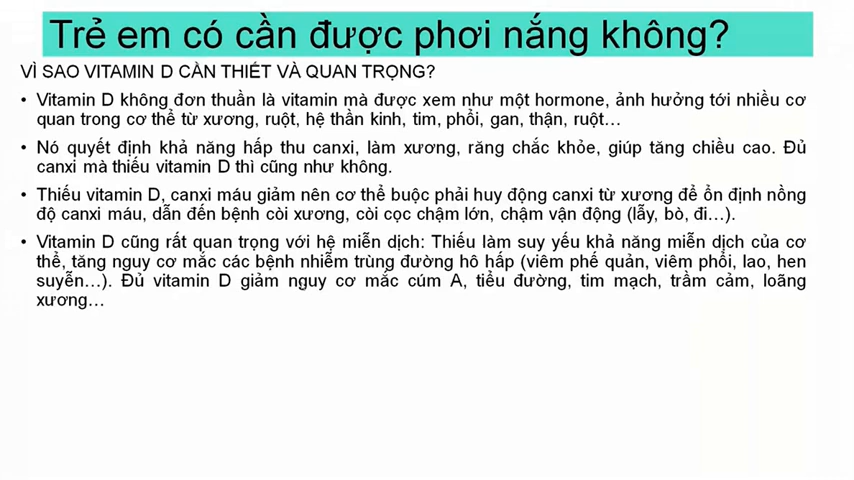 Trẻ em có cần được phơi nắng không?
VÌ SAO VITAMIN D CẦN THIẾT VÀ QUAN TRỌNG?
• Vitamin D không đơn thuần là vitamin mà được xem như một hormone, ảnh hưởng tới nhiều cơ
quan trong cơ thể từ xương, ruột, hệ thần kinh, tim, phổi, gan, thận, ruột…
• Nó quyết định khả năng hấp thu canxi, làm xương, răng chắc khỏe, giúp tăng chiều cao. Đủ
canxi mà thiếu vitamin D thì cũng như không.
• Thiếu vitamin D, canxi máu giảm nên cơ thể buộc phải huy động canxi từ xương để ổn định nồng
độ canxi máu, dẫn đến bệnh còi xương, còi cọc chậm lớn, chậm vận động (lẫy, bò, đi…).
• Vitamin D cũng rất quan trọng với hệ miễn dịch: Thiếu làm suy yếu khả năng miễn dịch của cơ
thể, tăng nguy cơ mắc các bệnh nhiễm trùng đường hô hấp (viêm phế quản, viêm phổi, lao, hen
suyễn…). Đủ vitamin D giảm nguy cơ mắc cúm A, tiểu đường, tim mạch, trầm cảm, loãng
xương…